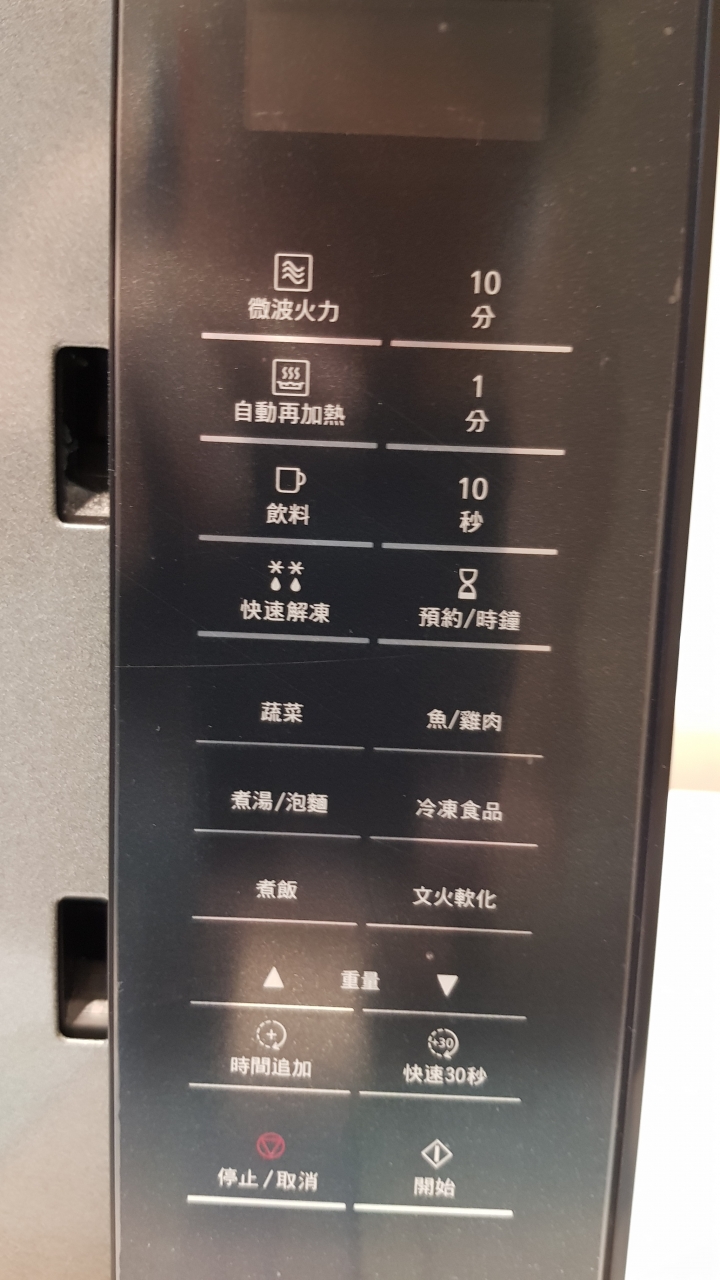 微波火力
10
分
自動再加熱
1
分
飲料
10
秒
快速解凍
預約/時鐘
蔬菜
魚/雞肉
煮湯/泡麵
冷凍食品
煮飯
文火軟化
▲ 重量 ▼
+
時間追加
+30
快速30秒
停止/取消
開始